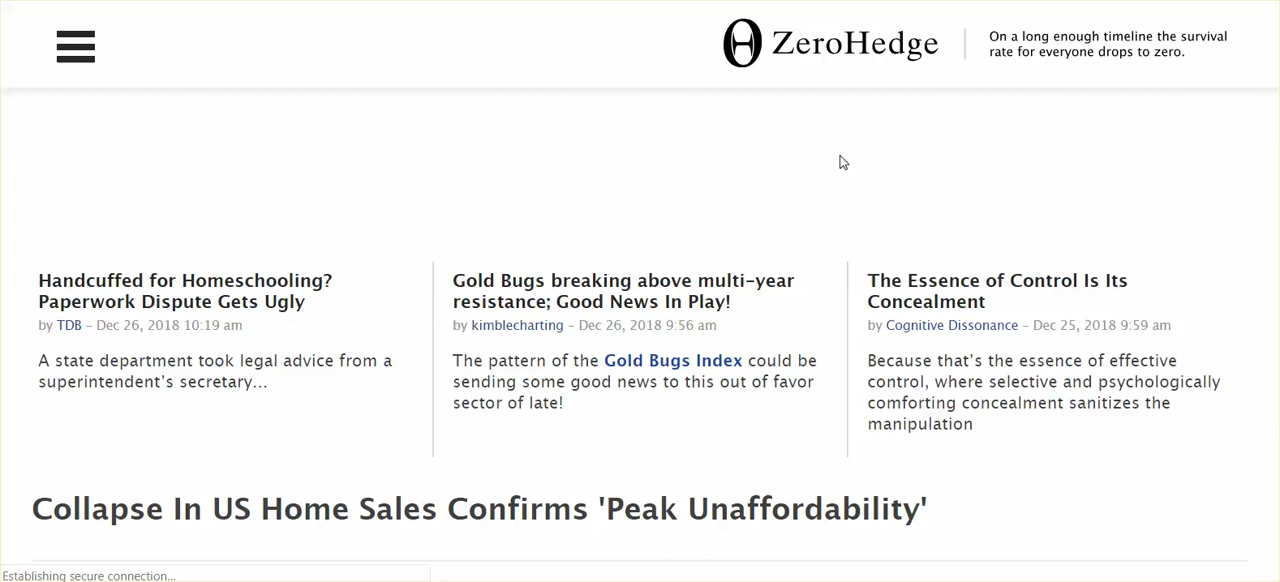 ZeroHedge
On a long enough timeline the survival
rate for everyone drops to zero.
Handcuffed for Homeschooling?
Paperwork Dispute Gets Ugly
by TDB – Dec 26, 2018 10:19 am
A state department took legal advice from a
superintendent's secretary...
Gold Bugs breaking above multi-year
resistance; Good News In Play!
by kimblecharting – Dec 26, 2018 9:56 am
The pattern of the Gold Bugs Index could be
sending some good news to this out of favor
sector of late!
The Essence of Control Is Its
Concealment
by Cognitive Dissonance – Dec 25, 2018 9:59 am
Because that's the essence of effective
control, where selective and psychologically
comforting concealment sanitizes the
manipulation
Collapse In US Home Sales Confirms 'Peak Unaffordability'
Establishing secure connection...